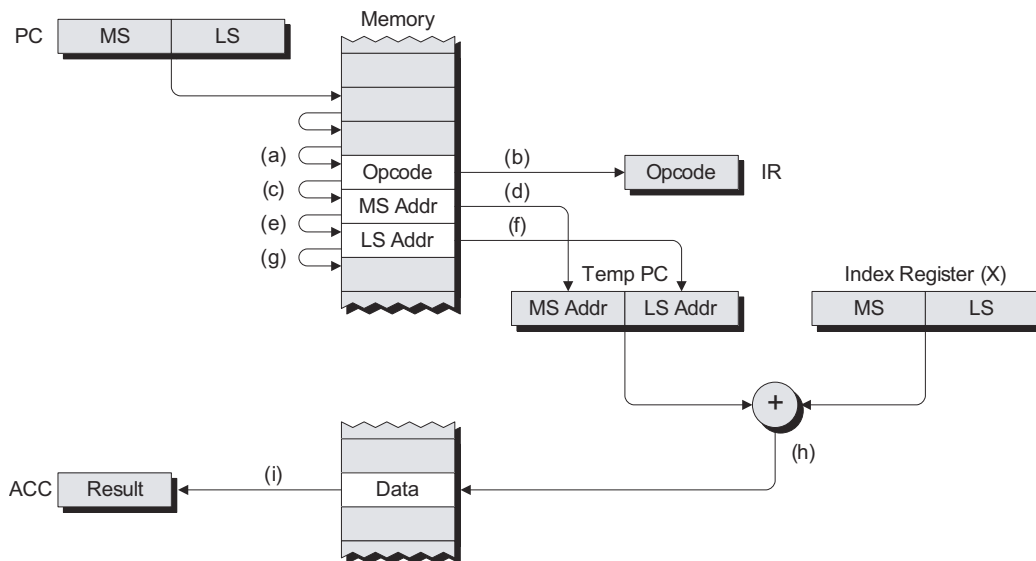 Memory
PC MS LS
(a) Opcode (b) Opcode IR
(c) MS Addr (d)
(e) LS Addr (f)
(g)
Temp PC Index Register (X)
MS Addr LS Addr MS LS
+
(h)
ACC Result (i) Data